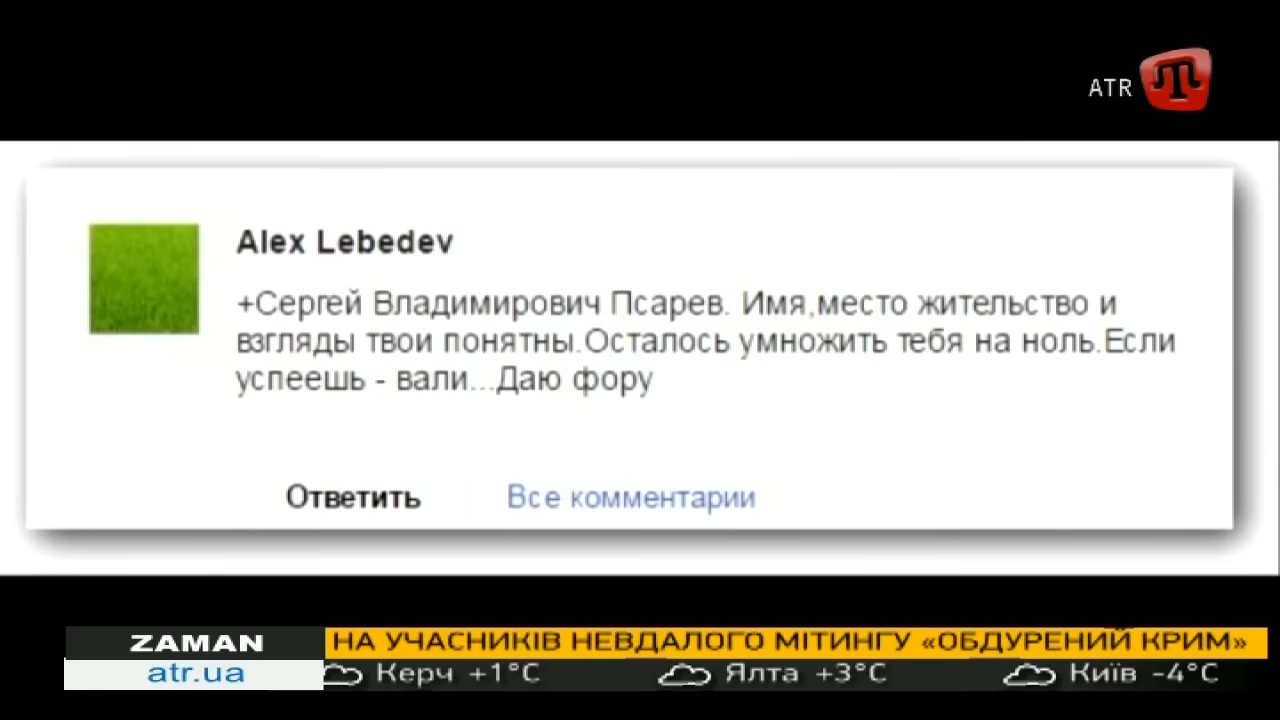 ATR
Alex Lebedev
+Сергей Владимирович Псарев. Имя,место жительство и
взгляды твои понятны.Осталось умножить тебя на ноль.Если
успеешь - вали...Даю фору
Ответить Все комментарии
ZAMAN НА УЧАСНИКІВ НЕВДАЛОГО МІТИНГУ «ОБДУРЕНИЙ КРИМ»
atr.ua Керч +1°C Ялта +3°C Київ -4°C